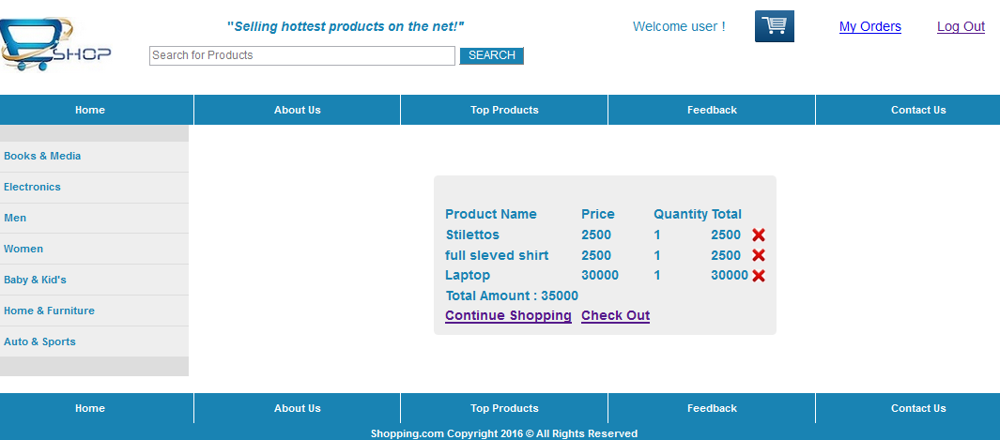 "Selling hottest products on the net!" Welcome user ! My Orders Log Out
SHOP
Search for Products SEARCH
Home About Us Top Products Feedback Contact Us
Books & Media
Electronics
Men
Women
Baby & Kid's
Home & Furniture
Auto & Sports
Product Name Price Quantity Total
Stilettos 2500 1 2500
full sleved shirt 2500 1 2500
Laptop 30000 1 30000
Total Amount : 35000
Continue Shopping Check Out
Home About Us Top Products Feedback Contact Us
Shopping.com Copyright 2016 © All Rights Reserved